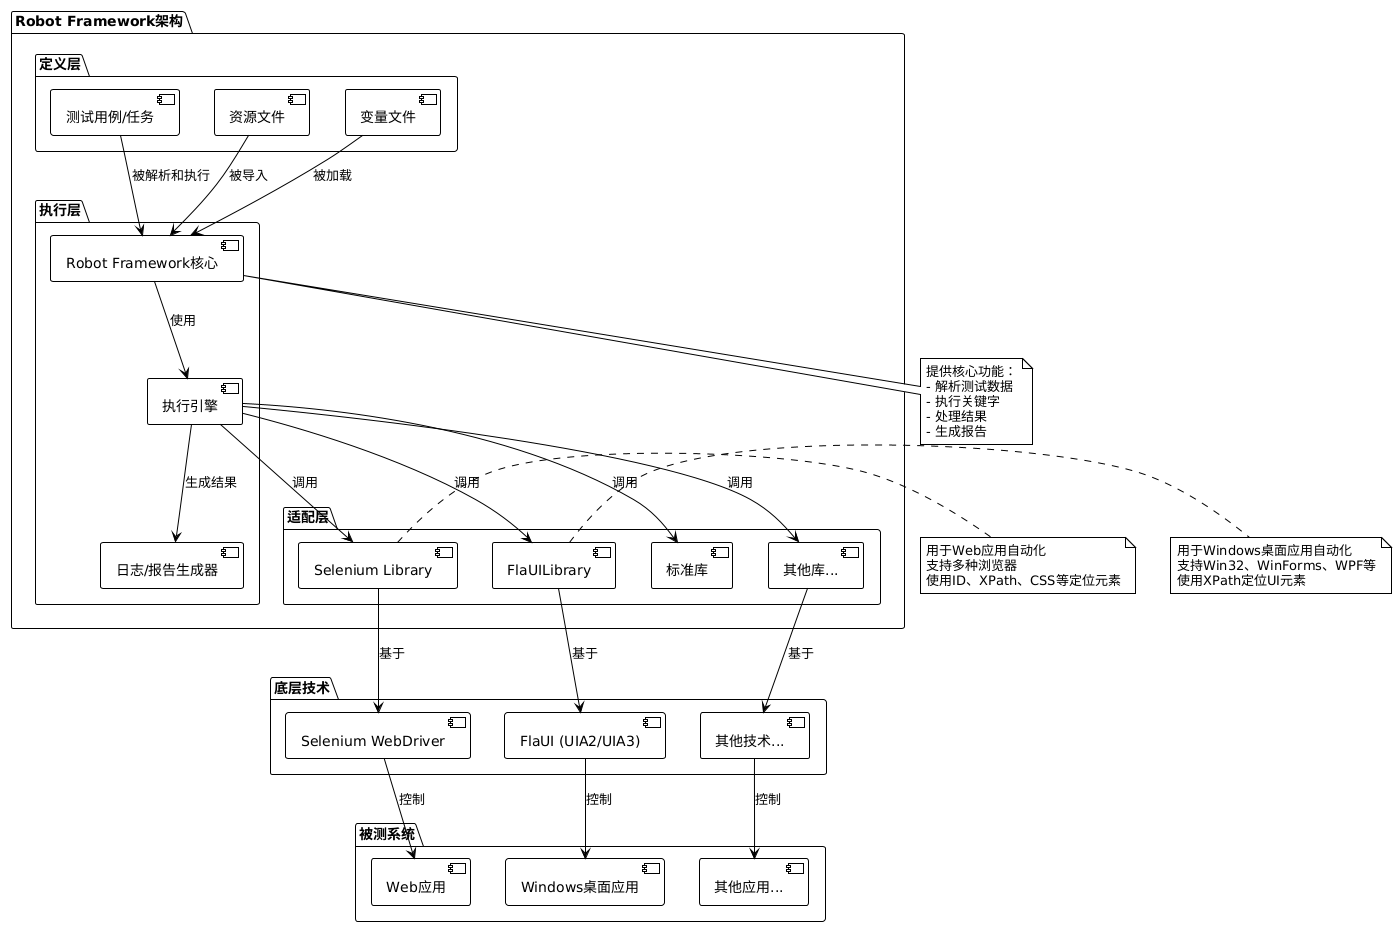 Robot Framework架构
定义层
测试用例/任务
资源文件
变量文件
被解析和执行
被导入
被加载
执行层
Robot Framework核心
使用
提供核心功能：
- 解析测试数据
- 执行关键字
- 处理结果
- 生成报告
执行引擎
生成结果
调用
调用
调用
调用
适配层
日志/报告生成器
Selenium Library
FlaUILibrary
标准库
其他库...
用于Web应用自动化
支持多种浏览器
使用ID、XPath、CSS等定位元素
用于Windows桌面应用自动化
支持Win32、WinForms、WPF等
使用XPath定位UI元素
基于
基于
基于
底层技术
Selenium WebDriver
FlaUI (UIA2/UIA3)
其他技术...
控制
控制
控制
被测系统
Web应用
Windows桌面应用
其他应用...